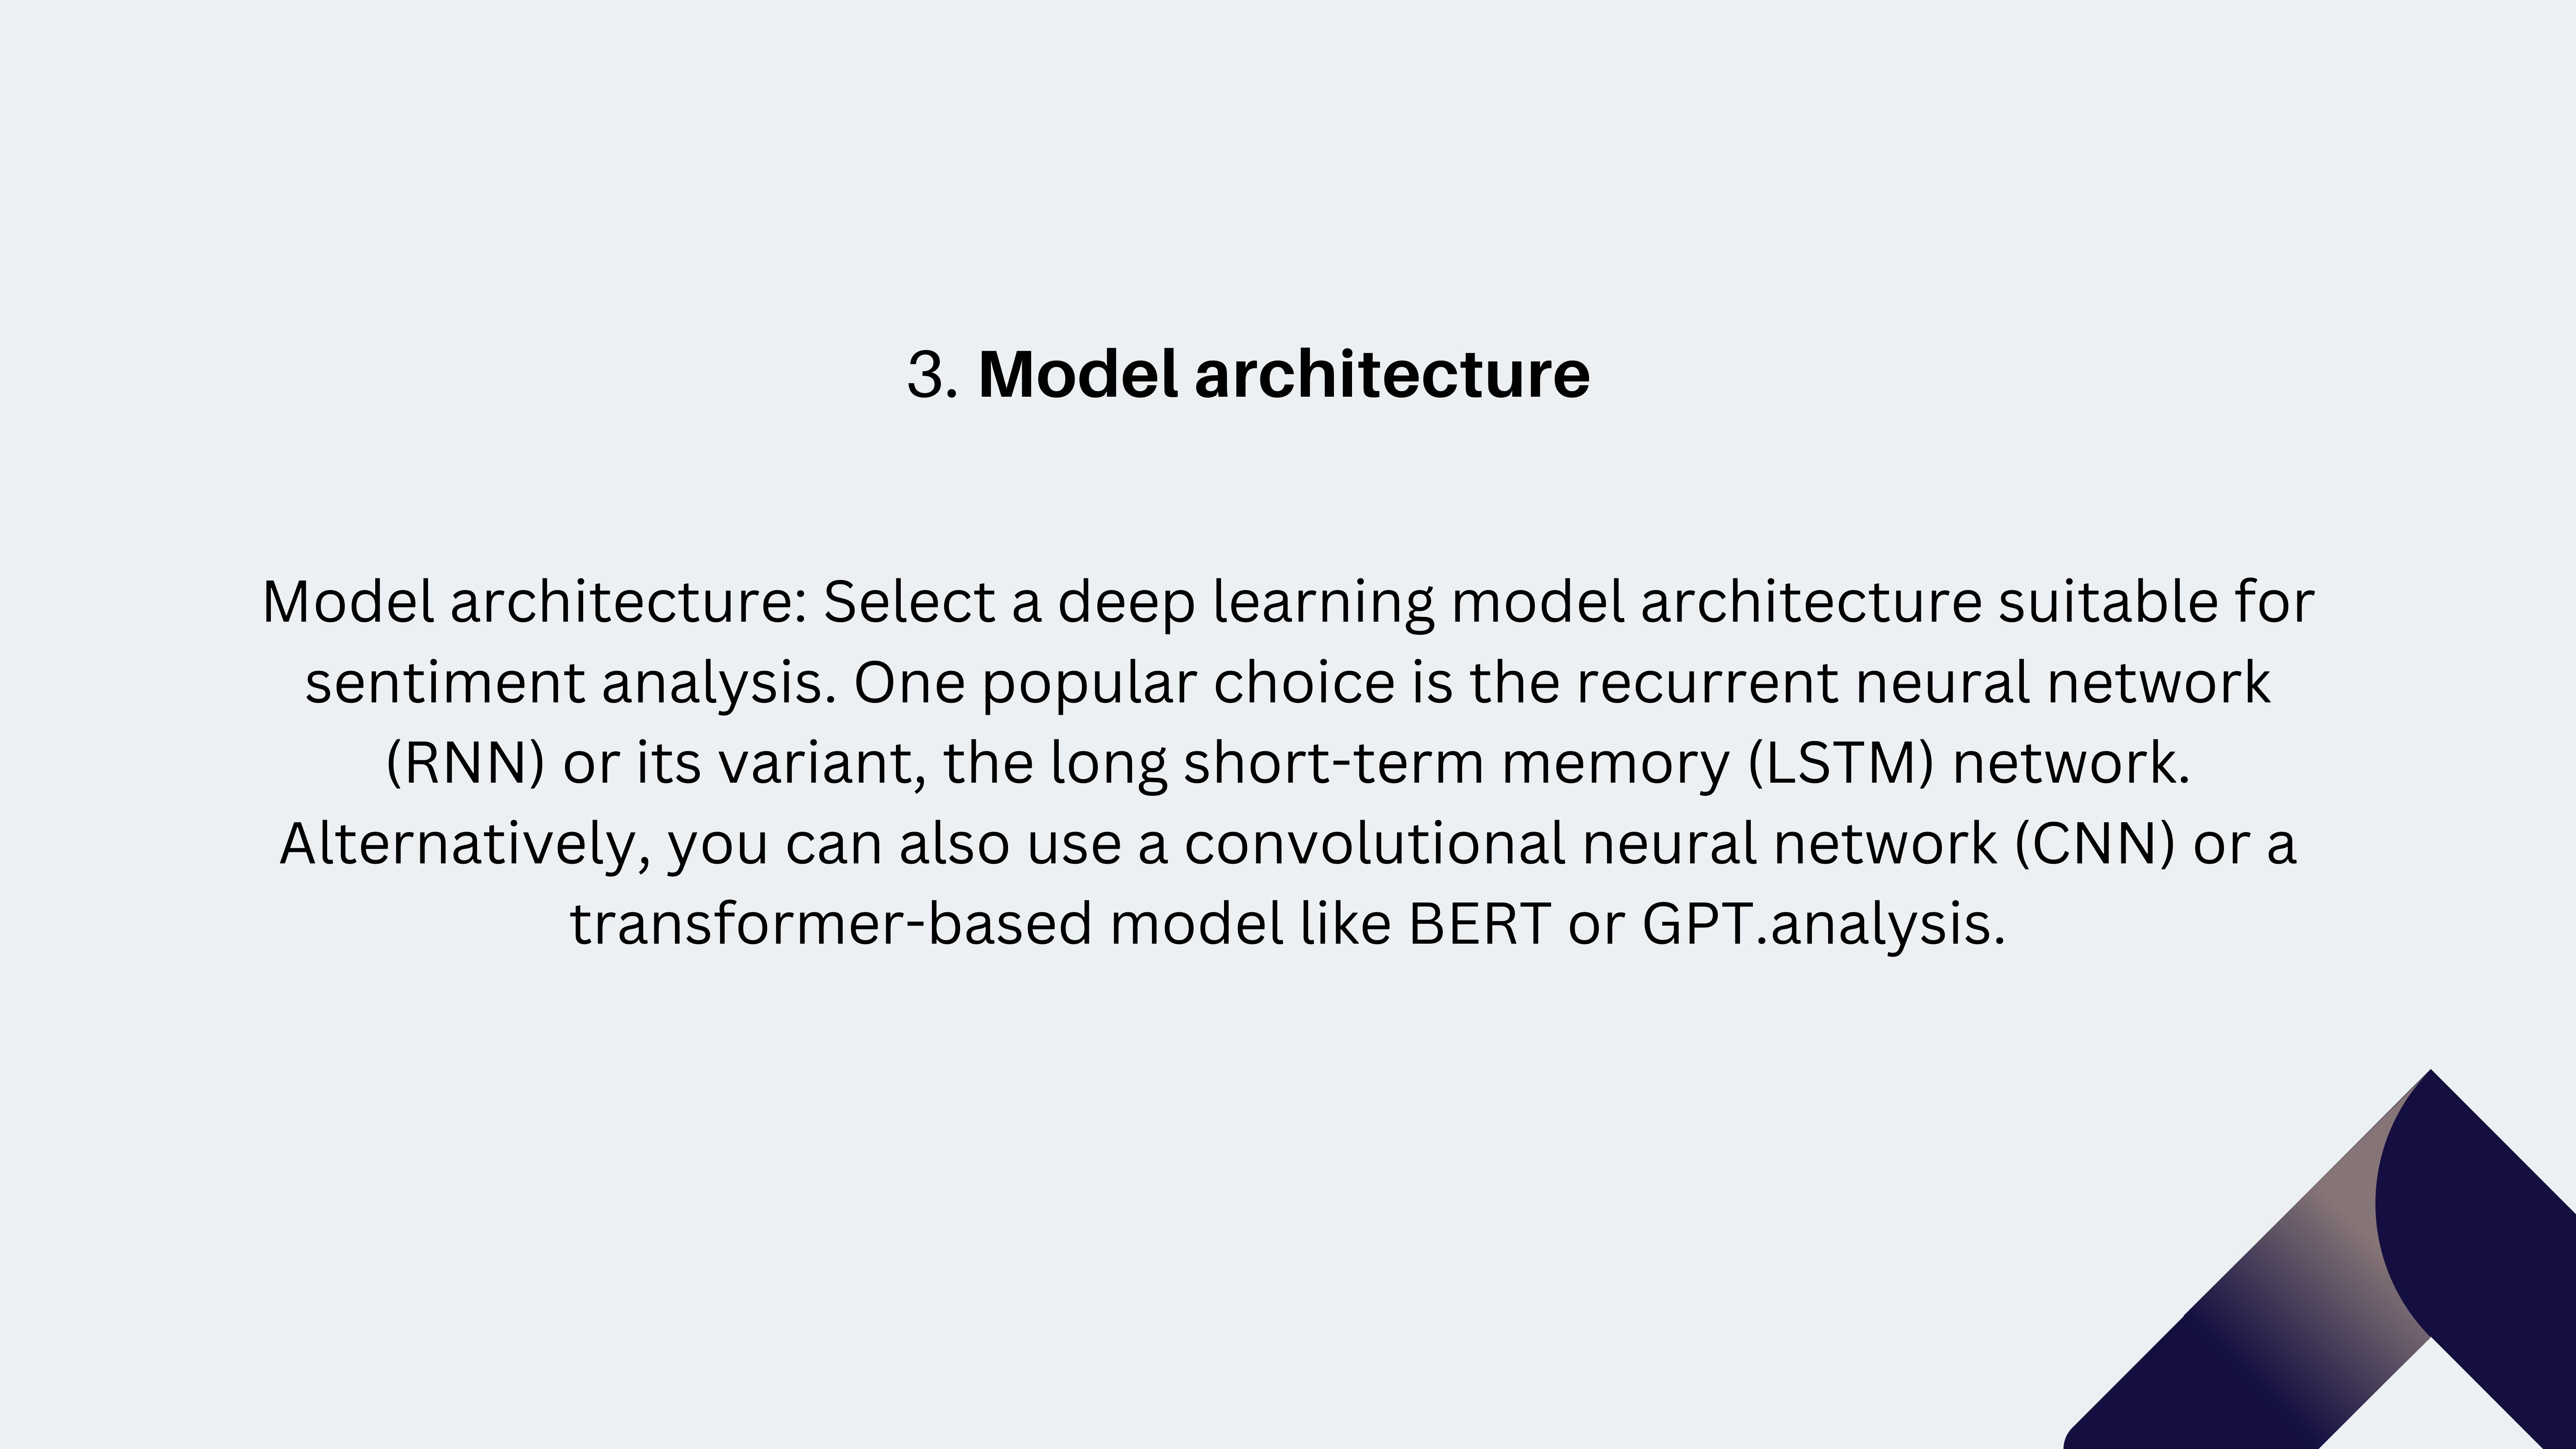 3. Model architecture
Model architecture: Select a deep learning model architecture suitable for
sentiment analysis. One popular choice is the recurrent neural network
(RNN) or its variant, the long short-term memory (LSTM) network.
Alternatively, you can also use a convolutional neural network (CNN) or a
transformer-based model like BERT or GPT.analysis.